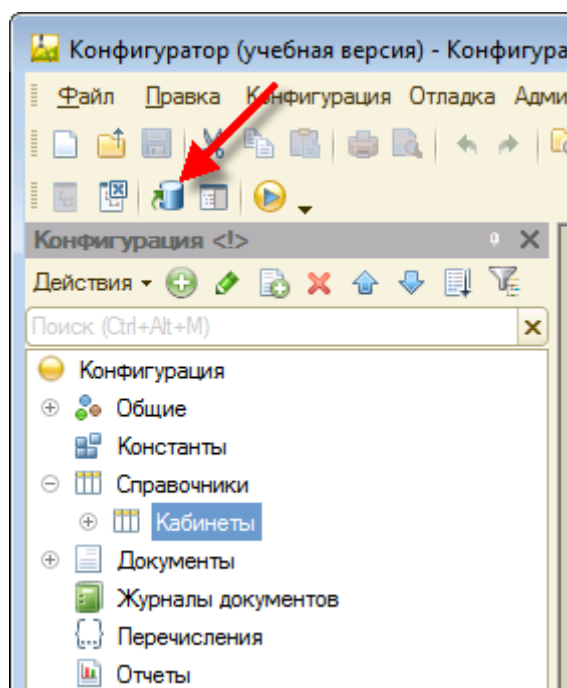 Конфигуратор (учебная версия) - Конфигура
Файл Правка Конфигурация Отладка Адми
Конфигурация <!>
Действия
Поиск (Ctrl+Alt+M)
Конфигурация
Общие
Константы
Справочники
Кабинеты
Документы
Журналы документов
Перечисления
Отчеты